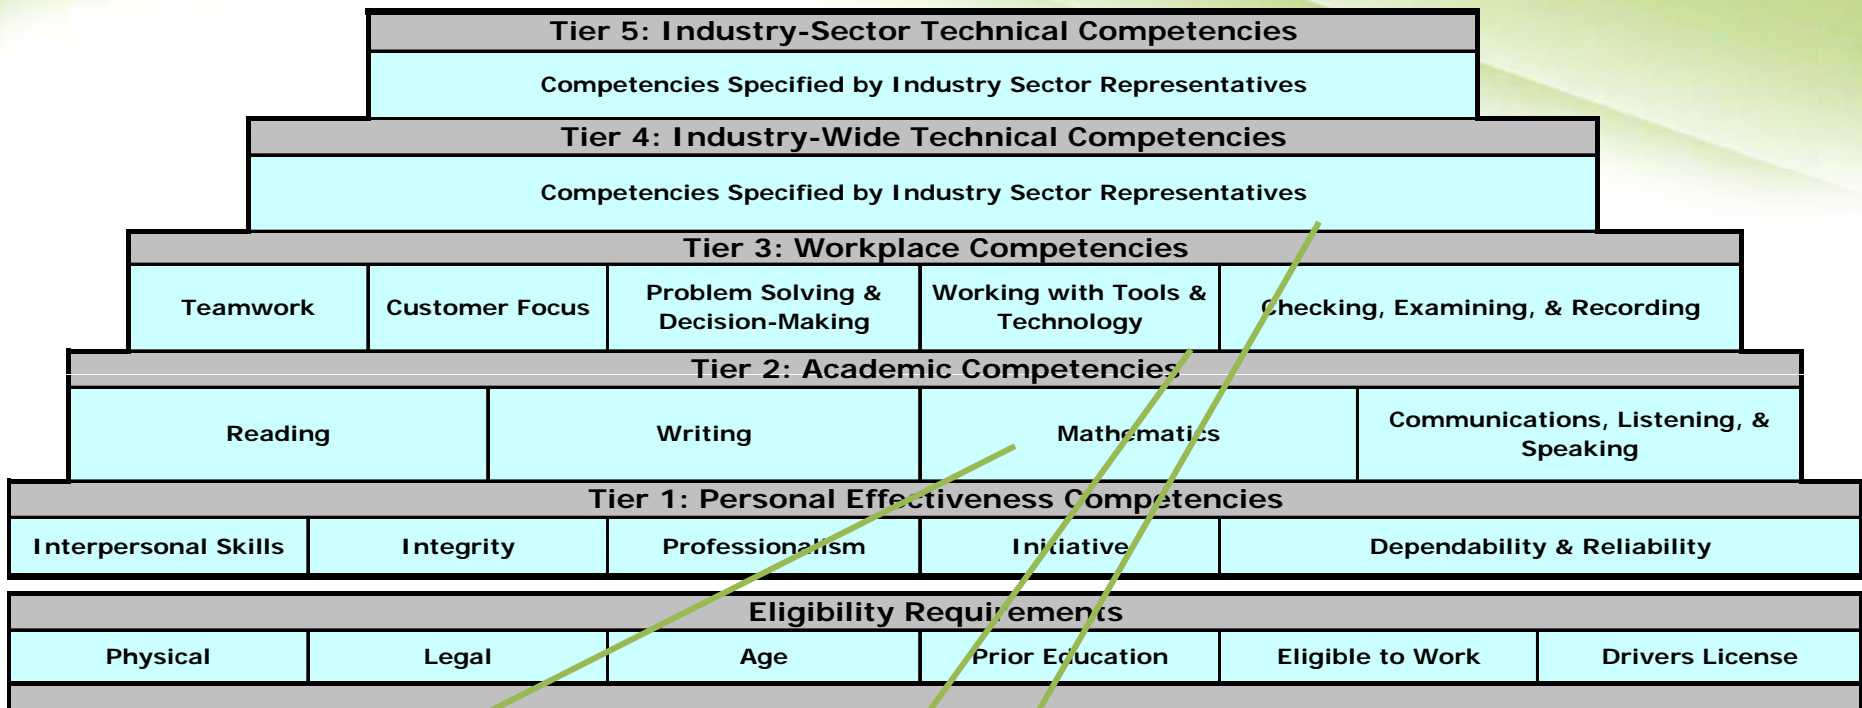 Tier 5: Industry-Sector Technical Competencies
Competencies Specified by Industry Sector Representatives
Tier 4: Industry-Wide Technical Competencies
Competencies Specified by Industry Sector Representatives
Tier 3: Workplace Competencies
Teamwork
Customer Focus
Problem Solving &
Decision-Making
Working with Tools &
Technology
Checking, Examining, & Recording
Tier 2: Academic Competencies
Reading
Writing
Mathematics
Communications, Listening, &
Speaking
Tier 1: Personal Effectiveness Competencies
Interpersonal Skills
Integrity
Professionalism
Initiative
Dependability & Reliability
Eligibility Requirements
Physical
Legal
Age
Prior Education
Eligible to Work
Drivers License